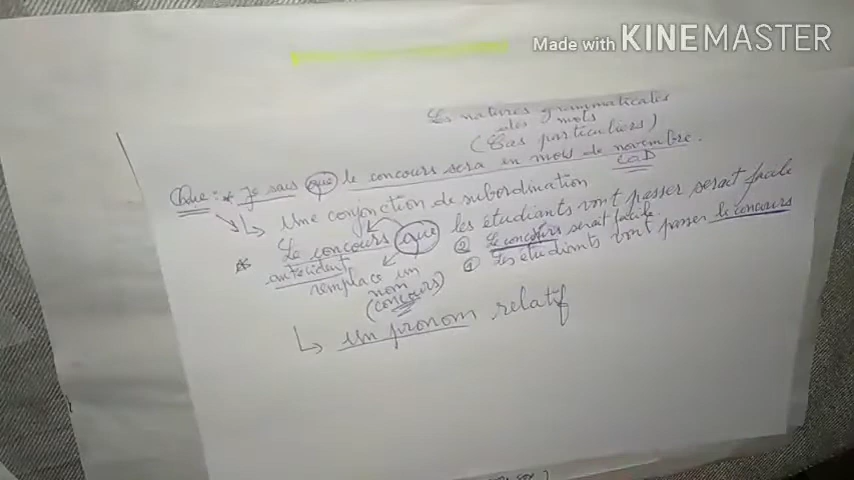 Made with KINEMASTER
Les natures grammaticales
des mots
(Cas particuliers)
Que: * Je sais que le concours sera en mois de novembre.
COD
↳ Une conjonction de subordination
* Le concours que les étudiants vont passer serait facile
antécédent ② Le concours serait facile.
remplace un ① Les étudiants vont passer le concours
nom
(concours)
↳ un pronom relatif